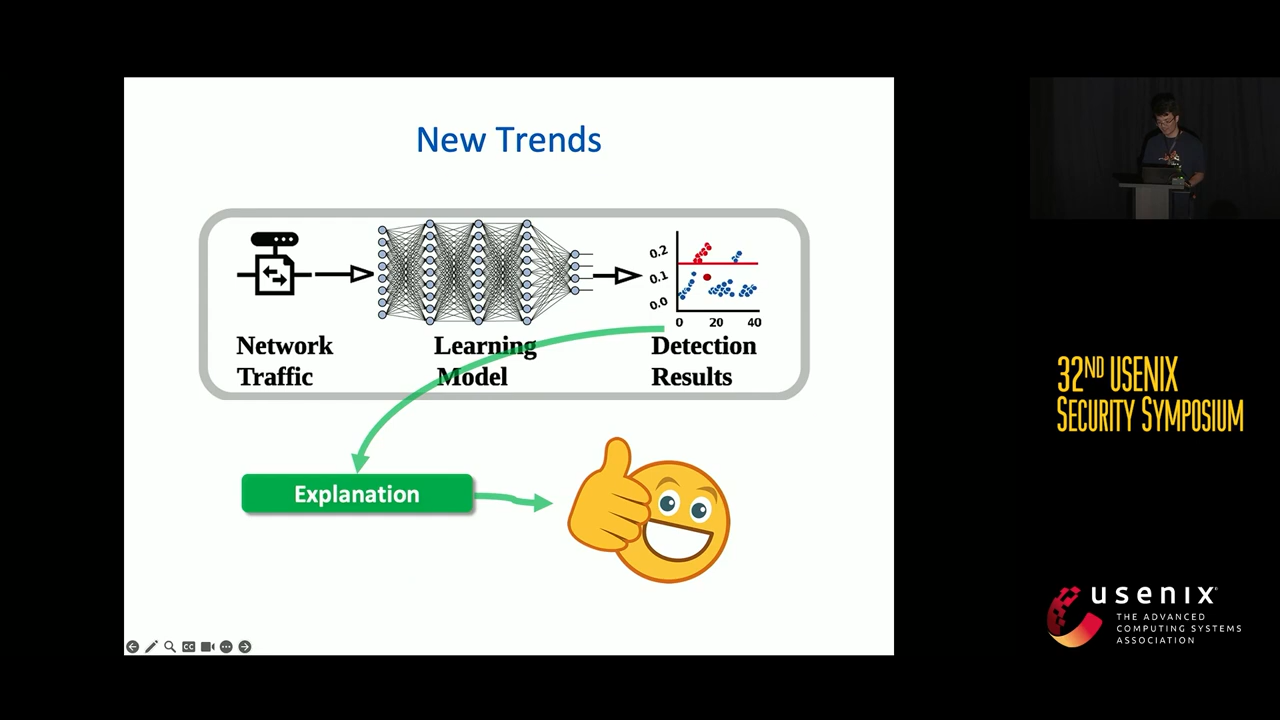 New Trends
0.2
0.1
0.0
0 20 40
Network
Traffic
Learning
Model
Detection
Results
Explanation
CC
32ND USENIX
SECURITY SYMPOSIUM
usenix
THE ADVANCED
COMPUTING SYSTEMS
ASSOCIATION